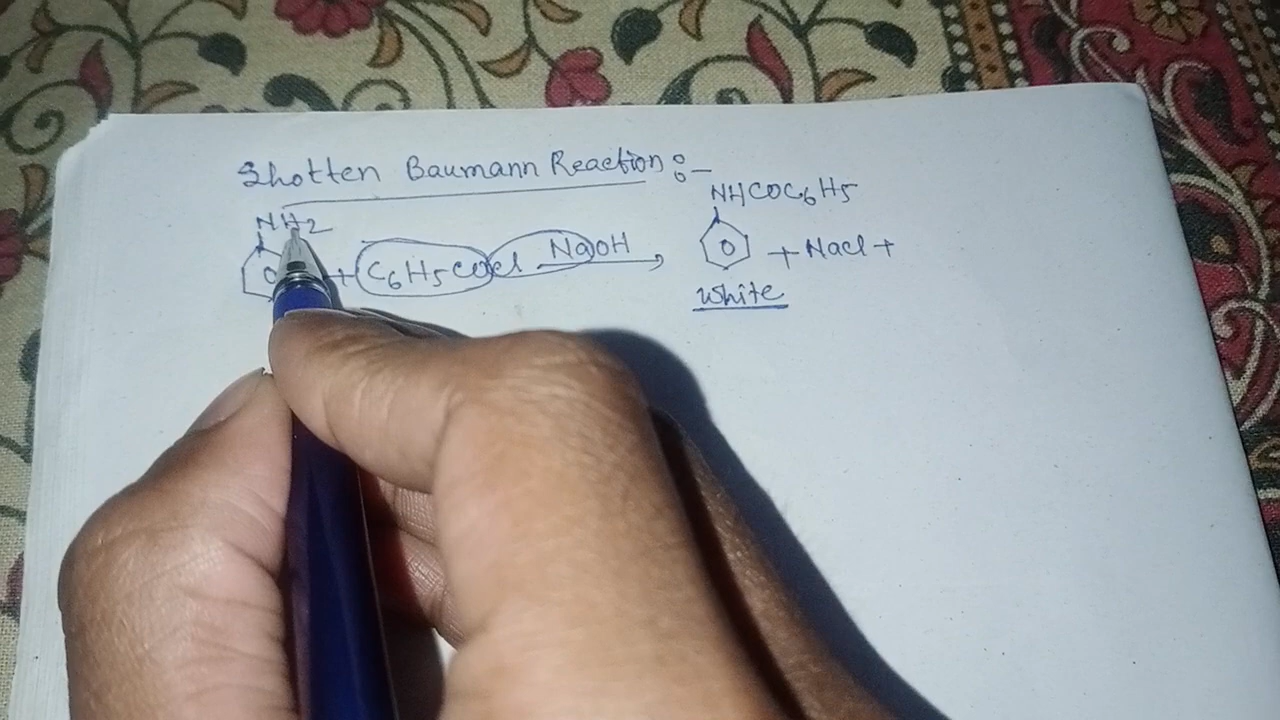 Shotten Baumann Reaction :-
NH2 NHCOC6H5
+ C6H5COCl NaOH + NaCl +
White